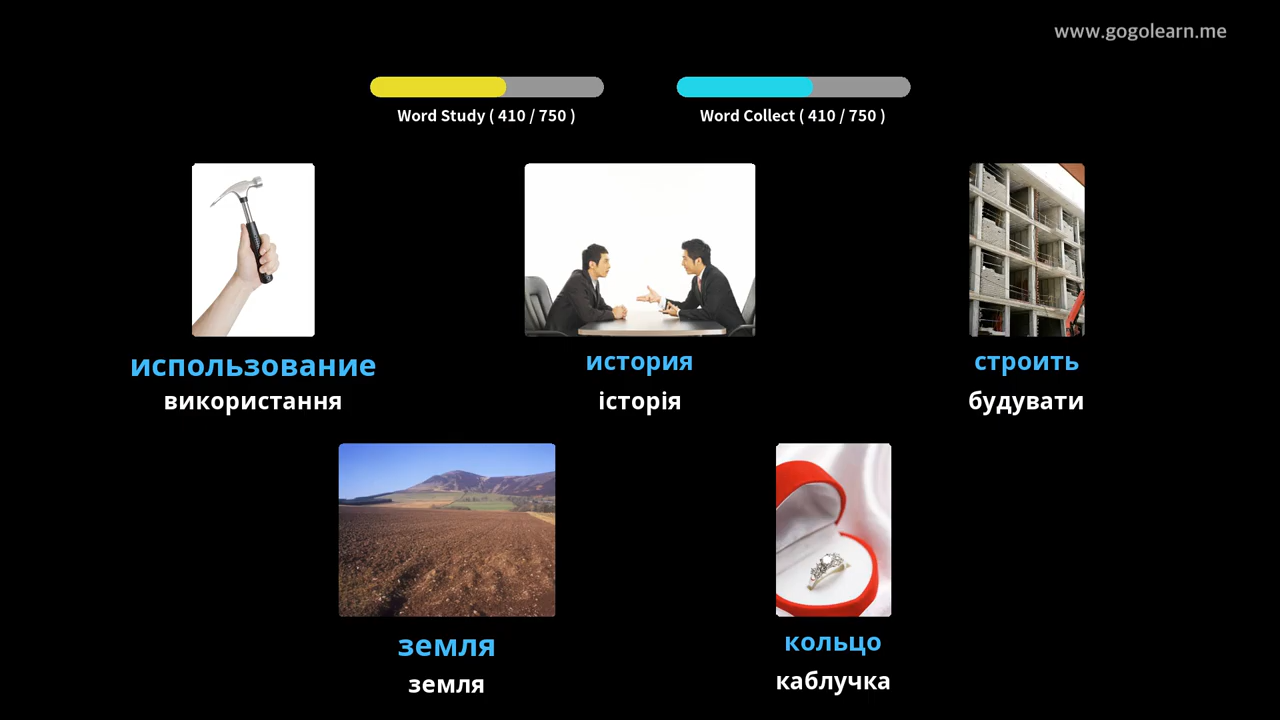 www.gogolearn.me
Word Study ( 410 / 750 )
Word Collect ( 410 / 750 )
использование
використання
история
історія
строить
будувати
земля
земля
кольцо
каблучка